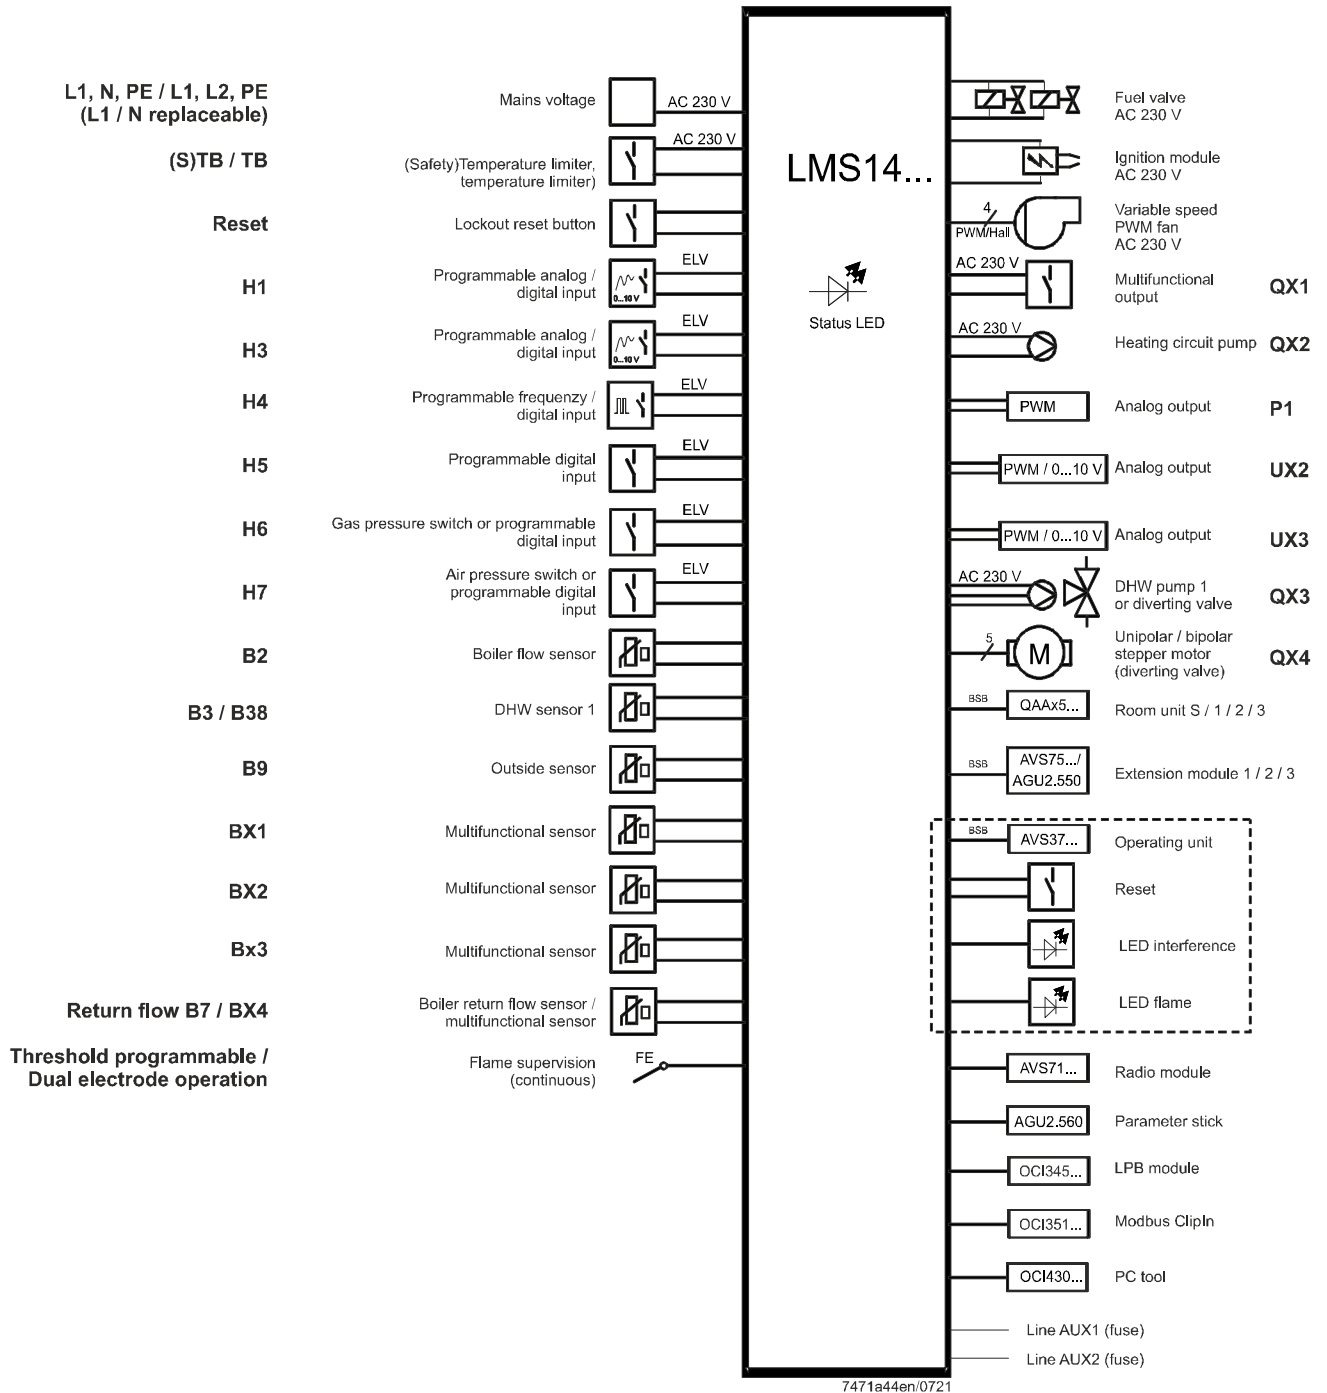 L1, N, PE / L1, L2, PE
(L1 / N replaceable)
Mains voltage
AC 230 V
(S)TB / TB
(Safety)Temperature limiter,
temperature limiter)
AC 230 V
Reset
Lockout reset button
H1
Programmable analog /
digital input
0...10 V
ELV
H3
Programmable analog /
digital input
0...10 V
ELV
H4
Programmable frequenzy /
digital input
ELV
H5
Programmable digital
input
ELV
H6
Gas pressure switch or programmable
digital input
ELV
H7
Air pressure switch or
programmable digital
input
ELV
B2
Boiler flow sensor
B3 / B38
DHW sensor 1
B9
Outside sensor
BX1
Multifunctional sensor
BX2
Multifunctional sensor
Bx3
Multifunctional sensor
Return flow B7 / BX4
Boiler return flow sensor /
multifunctional sensor
Threshold programmable /
Dual electrode operation
Flame supervision
(continuous)
FE
LMS14...
Status LED
Fuel valve
AC 230 V
Ignition module
AC 230 V
4
PWM/Hall
Variable speed
PWM fan
AC 230 V
AC 230 V
Multifunctional
output
QX1
AC 230 V
Heating circuit pump
QX2
PWM
Analog output
P1
PWM / 0...10 V
Analog output
UX2
PWM / 0...10 V
Analog output
UX3
AC 230 V
DHW pump 1
or diverting valve
QX3
5
M
Unipolar / bipolar
stepper motor
(diverting valve)
QX4
BSB
QAAx5...
Room unit S / 1 / 2 / 3
BSB
AVS75.../
AGU2.550
Extension module 1 / 2 / 3
BSB
AVS37...
Operating unit
Reset
LED interference
LED flame
AVS71...
Radio module
AGU2.560
Parameter stick
OCI345...
LPB module
OCI351...
Modbus ClipIn
OCI430...
PC tool
Line AUX1 (fuse)
Line AUX2 (fuse)
7471a44en/0721